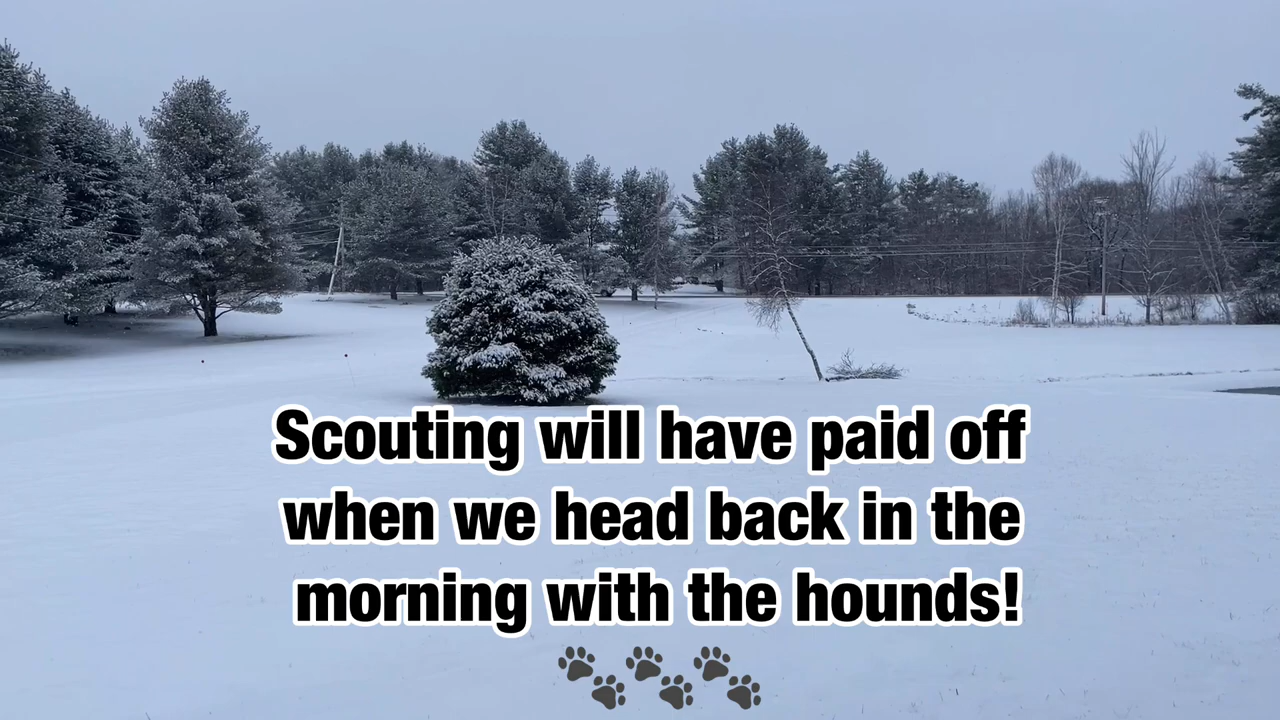 Scouting will have paid off
when we head back in the
morning with the hounds!
🐾🐾🐾